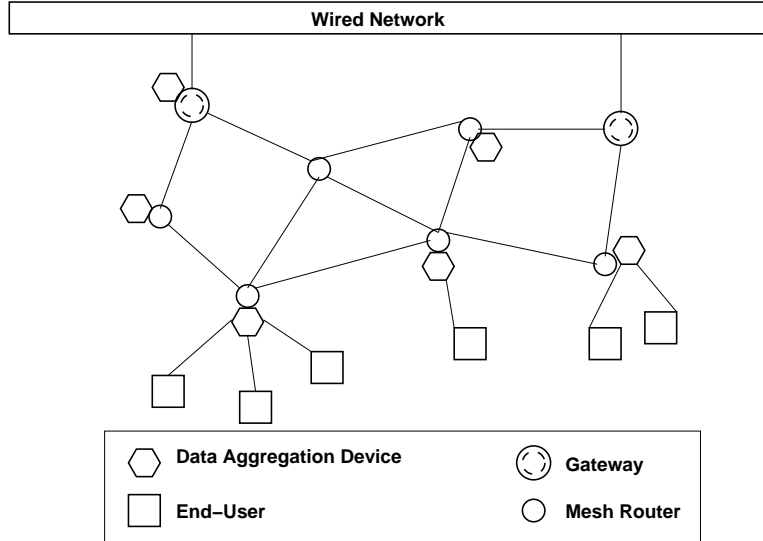 Wired Network
Data Aggregation Device
Gateway
End−User
Mesh Router